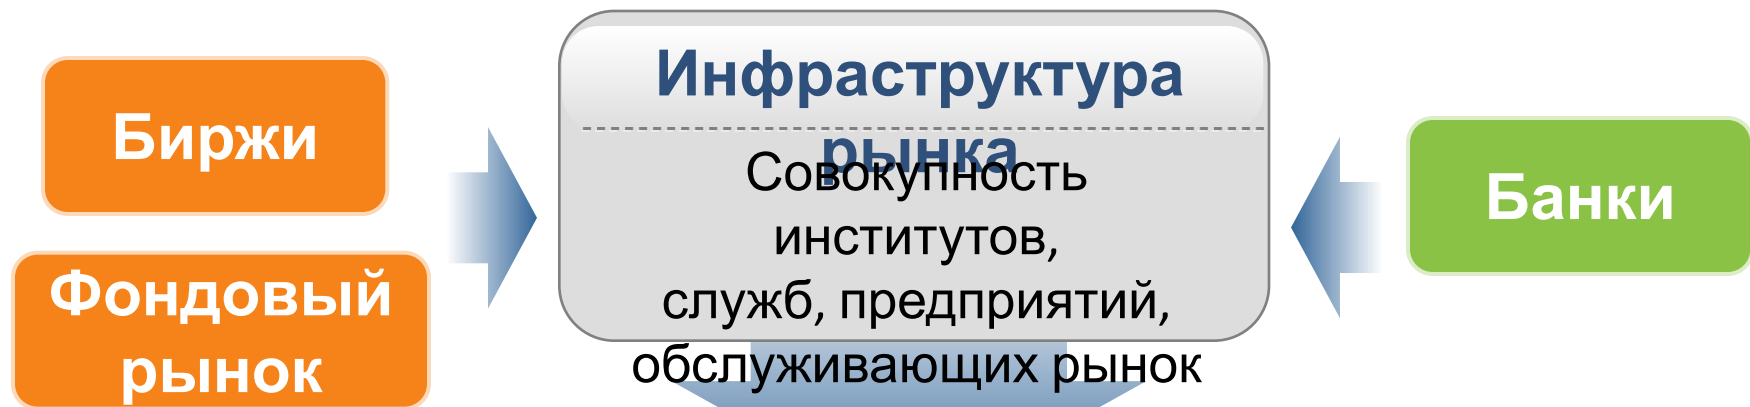 Биржи
Фондовый
рынок
Инфраструктура
рынка
Совокупность
институтов,
служб, предприятий,
обслуживающих рынок
Банки